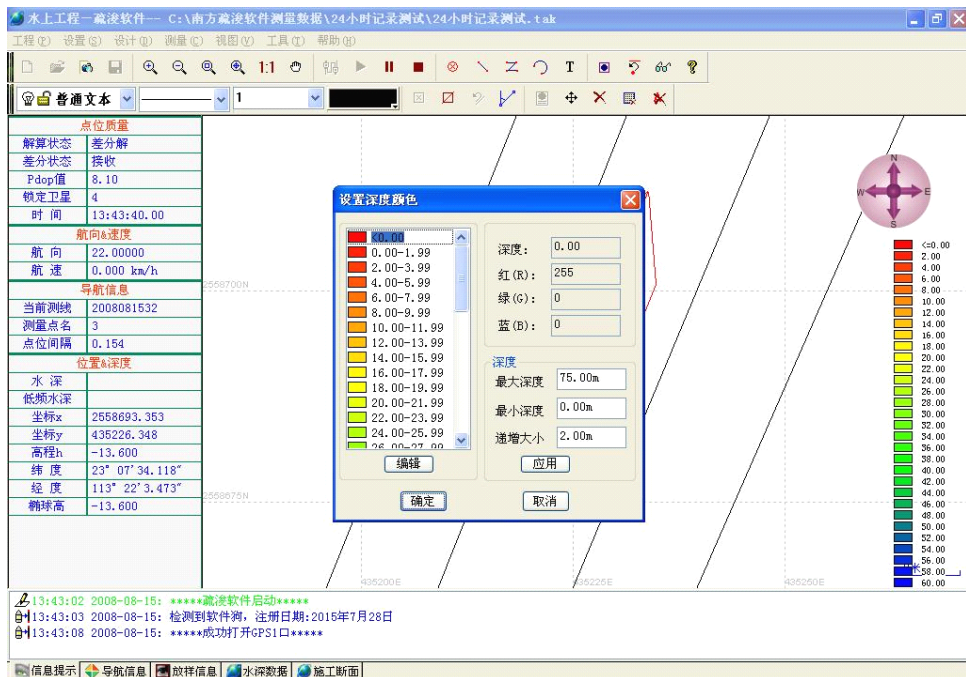 水上工程—疏浚软件-- C:\南方疏浚软件测量数据\24小时记录测试\24小时记录测试.tak
工程(P) 设置(S) 设计(D) 测量(C) 视图(V) 工具(T) 帮助(H)
1:1 T
普通文本 1
点位质量
解算状态 差分解
差分状态 接收
Pdop值 8.10
锁定卫星 4
时 间 13:43:40.00
航向&速度
航 向 22.00000
航 速 0.000 km/h
导航信息
当前测线 2008081532
测量点名 3
点位间隔 0.154
位置&深度
水 深
低频水深
坐标x 2558693.353
坐标y 435226.348
高程h -13.600
纬 度 23° 07'34.118"
经 度 113° 22'3.473"
椭球高 -13.600
2558700N
2558675N
435200E
435225E
435250E
设置深度颜色
<0.00
0.00-1.99
2.00-3.99
4.00-5.99
6.00-7.99
8.00-9.99
10.00-11.99
12.00-13.99
14.00-15.99
16.00-17.99
18.00-19.99
20.00-21.99
22.00-23.99
24.00-25.99
26.00-27.99
编辑
深度: 0.00
红(R): 255
绿(G): 0
蓝(B): 0
深度
最大深度 75.00m
最小深度 0.00m
递增大小 2.00m
应用
确定
取消
N
W
E
S
<=0.00
2.00
4.00
6.00
8.00
10.00
12.00
14.00
16.00
18.00
20.00
22.00
24.00
26.00
28.00
30.00
32.00
34.00
36.00
38.00
40.00
42.00
44.00
46.00
48.00
50.00
52.00
54.00
56.00
58.00
60.00
13:43:02 2008-08-15: *****疏浚软件启动*****
13:43:03 2008-08-15: 检测到软件狗, 注册日期:2015年7月28日
13:43:08 2008-08-15: *****成功打开GPS1口*****
信息提示 导航信息 放样信息 水深数据 施工断面